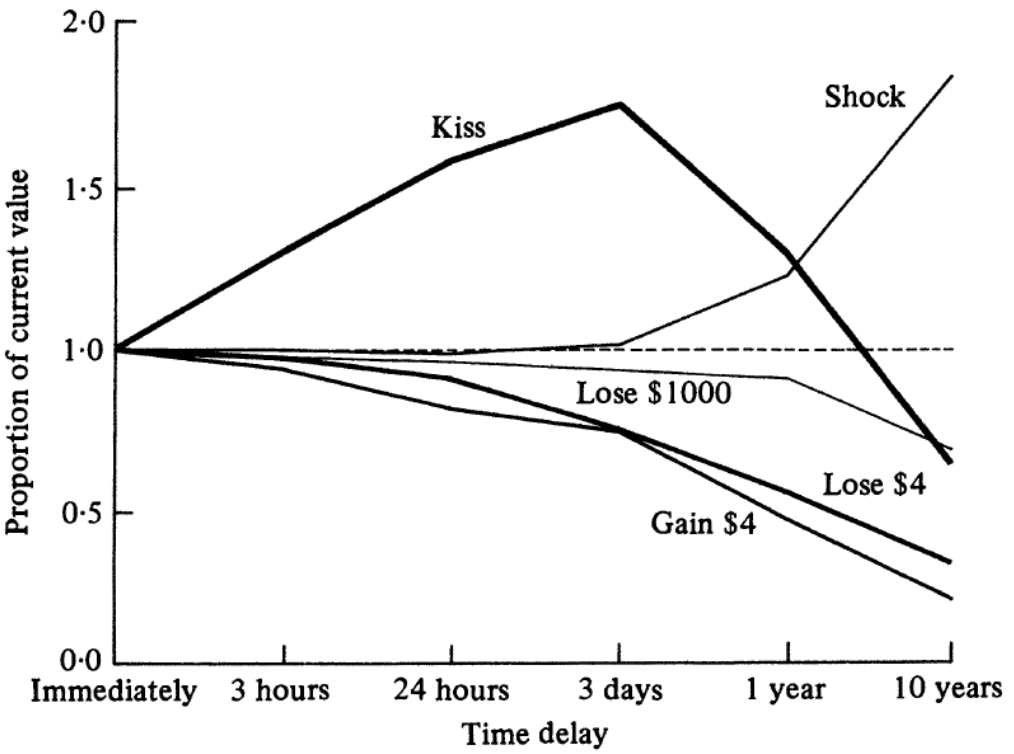 2·0
Shock
Kiss
1·5
Proportion of current value
1·0
Lose $1000
Lose $4
0·5
Gain $4
0·0
Immediately 3 hours 24 hours 3 days 1 year 10 years
Time delay